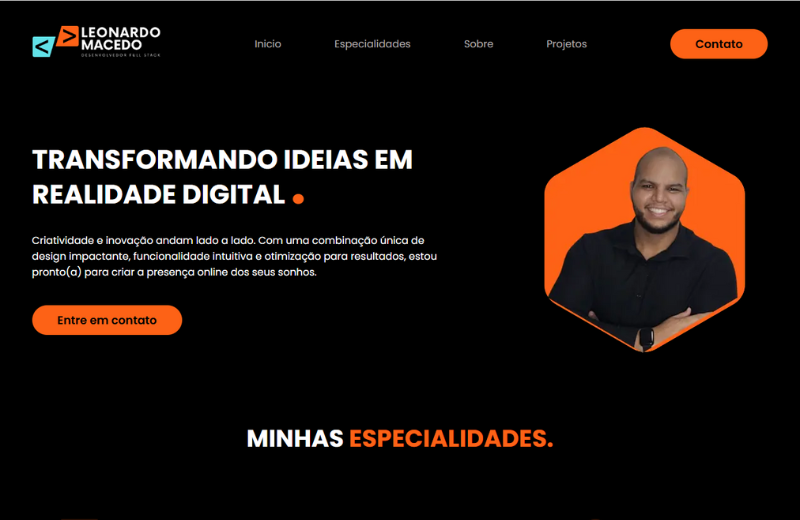 LEONARDO
MACEDO
DESENVOLVEDOR FULL STACK
Inicio
Especialidades
Sobre
Projetos
Contato
TRANSFORMANDO IDEIAS EM
REALIDADE DIGITAL .
Criatividade e inovação andam lado a lado. Com uma combinação única de
design impactante, funcionalidade intuitiva e otimização para resultados, estou
pronto(a) para criar a presença online dos seus sonhos.
Entre em contato
MINHAS ESPECIALIDADES.